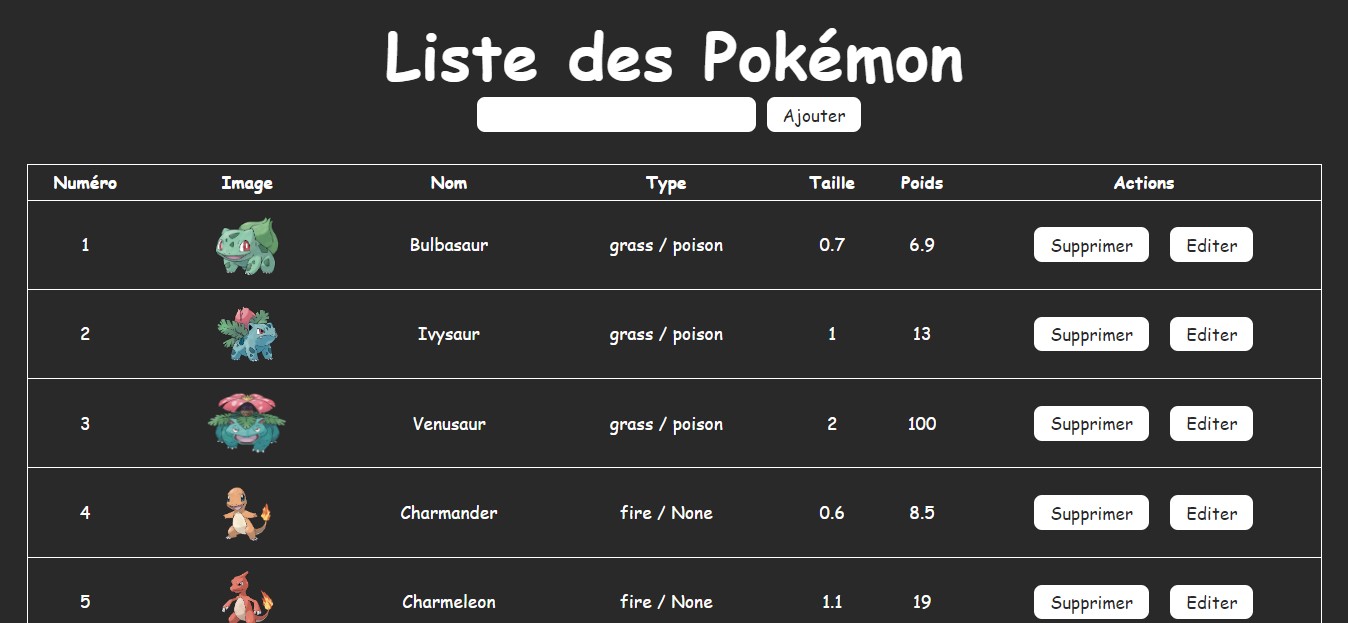 Liste des Pokémon
Ajouter
Numéro Image Nom Type Taille Poids Actions
1 Bulbasaur grass / poison 0.7 6.9 Supprimer Editer
2 Ivysaur grass / poison 1 13 Supprimer Editer
3 Venusaur grass / poison 2 100 Supprimer Editer
4 Charmander fire / None 0.6 8.5 Supprimer Editer
5 Charmeleon fire / None 1.1 19 Supprimer Editer